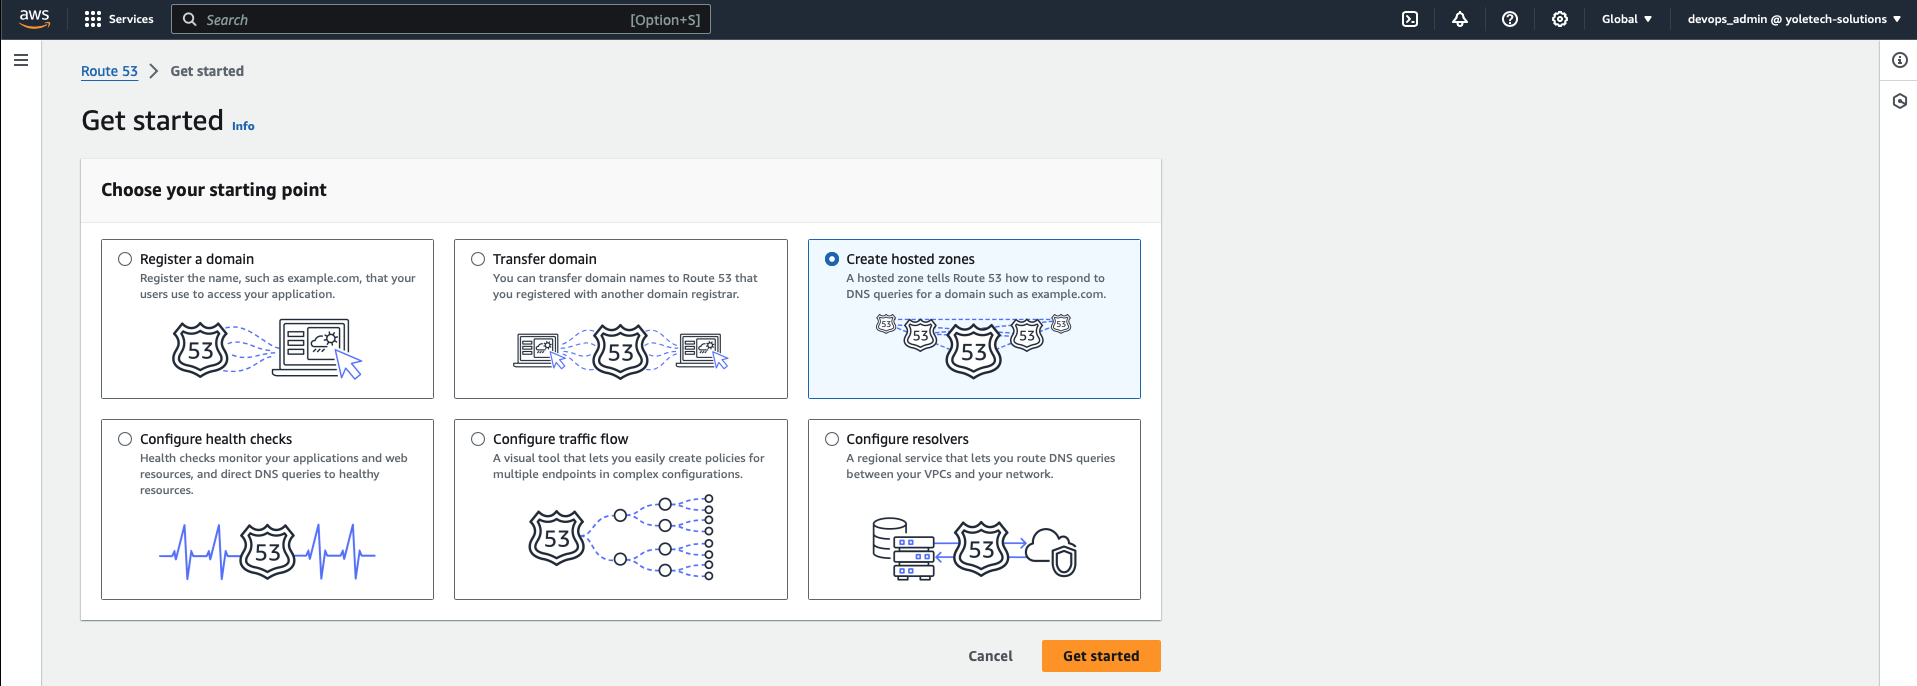 aws
Services
Search
[Option+S]
Global
devops_admin @ yoletech-solutions
Route 53
Get started
Get started
Info
Choose your starting point
Register a domain
Register the name, such as example.com, that your
users use to access your application.
53
Transfer domain
You can transfer domain names to Route 53 that
you registered with another domain registrar.
53
Create hosted zones
A hosted zone tells Route 53 how to respond to
DNS queries for a domain such as example.com.
53
53
53
53
53
Configure health checks
Health checks monitor your applications and web
resources, and direct DNS queries to healthy
resources.
53
Configure traffic flow
A visual tool that lets you easily create policies for
multiple endpoints in complex configurations.
53
Configure resolvers
A regional service that lets you route DNS queries
between your VPCs and your network.
53
Cancel
Get started